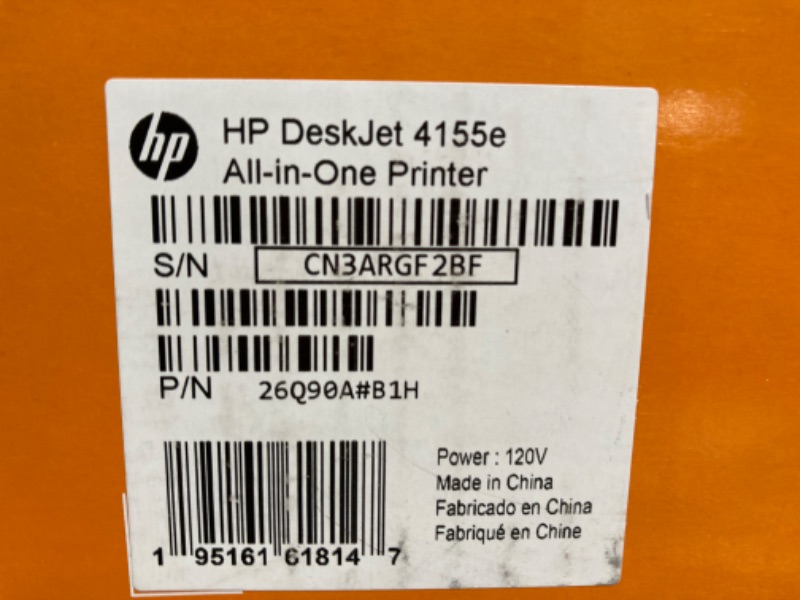 hp
HP DeskJet 4155e
All-in-One Printer
S/N CN3ARGF2BF
P/N 26Q90A#B1H
Power : 120V
Made in China
Fabricado en China
Fabriqué en Chine
1 95161 61814 7